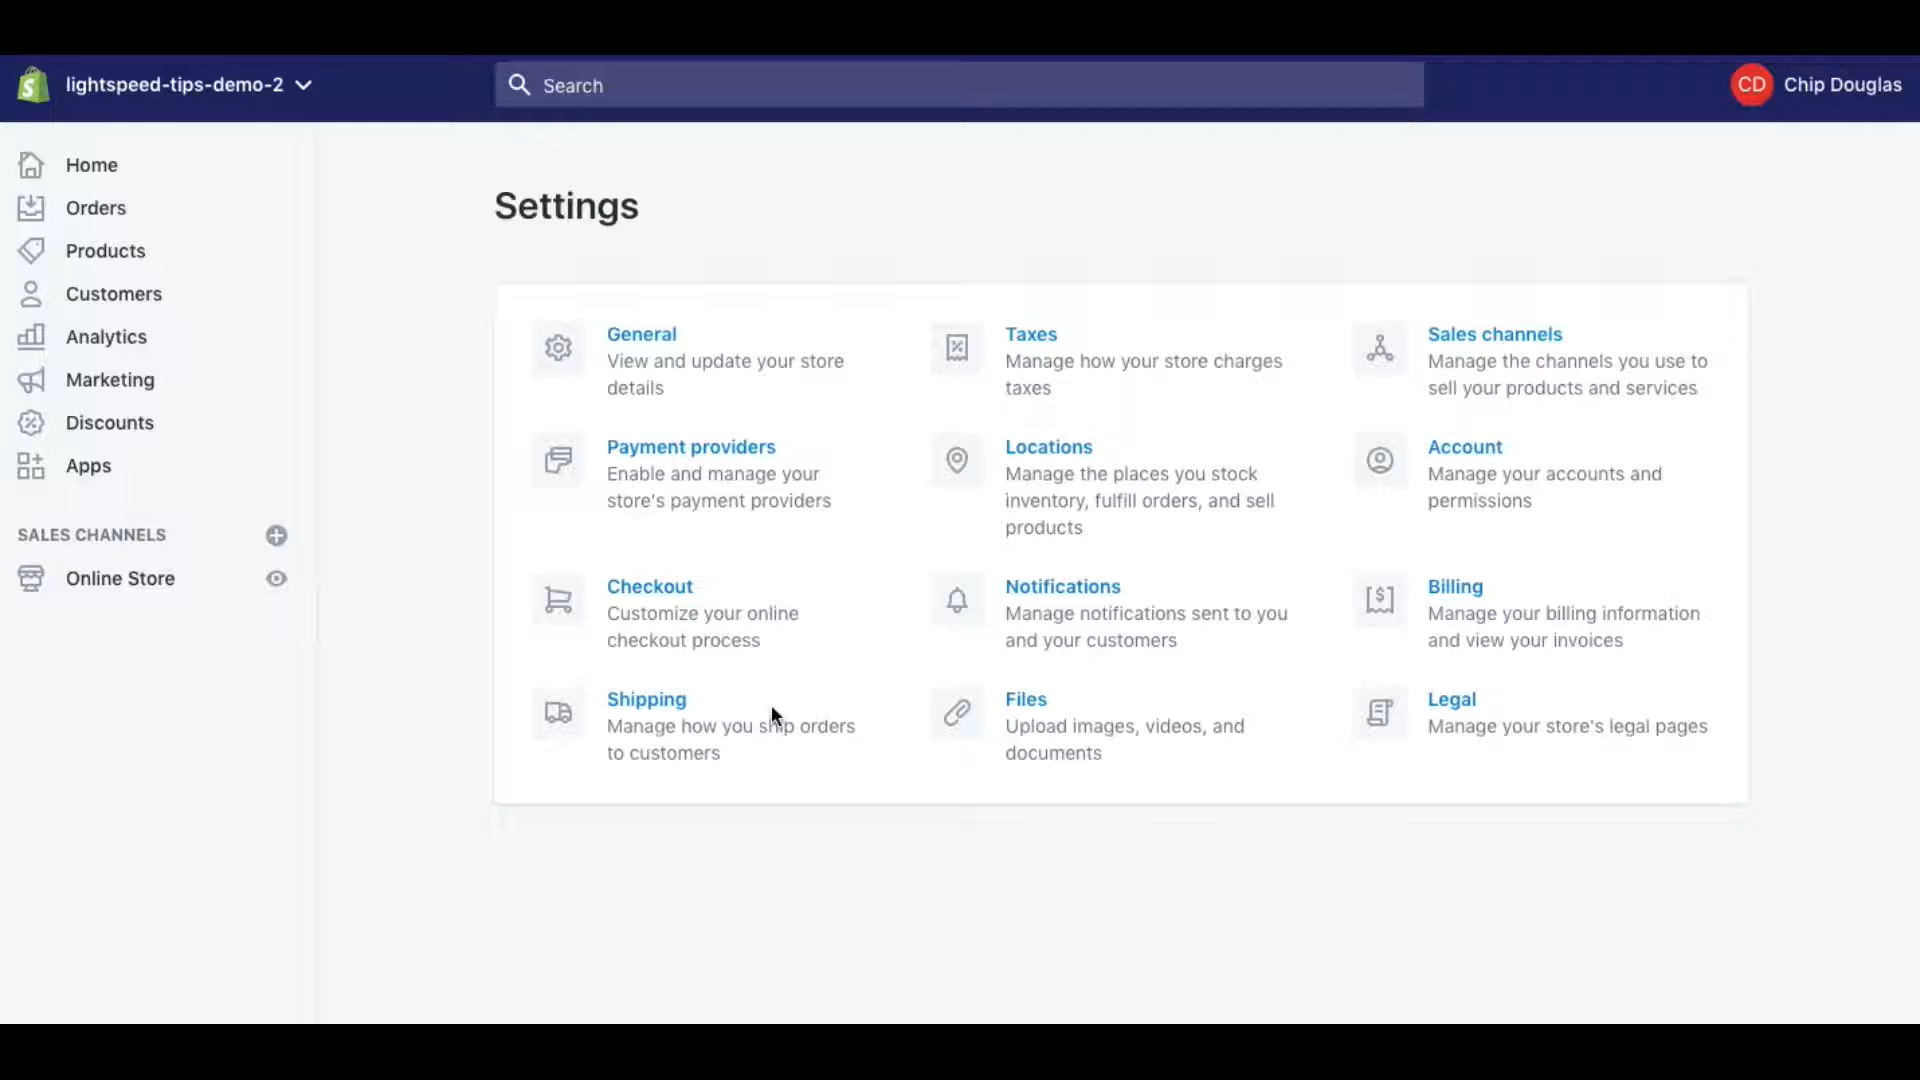 lightspeed-tips-demo-2
Search
CD Chip Douglas
Home
Orders
Products
Customers
Analytics
Marketing
Discounts
Apps
SALES CHANNELS
Online Store
Settings
General
View and update your store
details
Taxes
Manage how your store charges
taxes
Sales channels
Manage the channels you use to
sell your products and services
Payment providers
Enable and manage your
store's payment providers
Locations
Manage the places you stock
inventory, fulfill orders, and sell
products
Account
Manage your accounts and
permissions
Checkout
Customize your online
checkout process
Notifications
Manage notifications sent to you
and your customers
Billing
Manage your billing information
and view your invoices
Shipping
Manage how you ship orders
to customers
Files
Upload images, videos, and
documents
Legal
Manage your store's legal pages